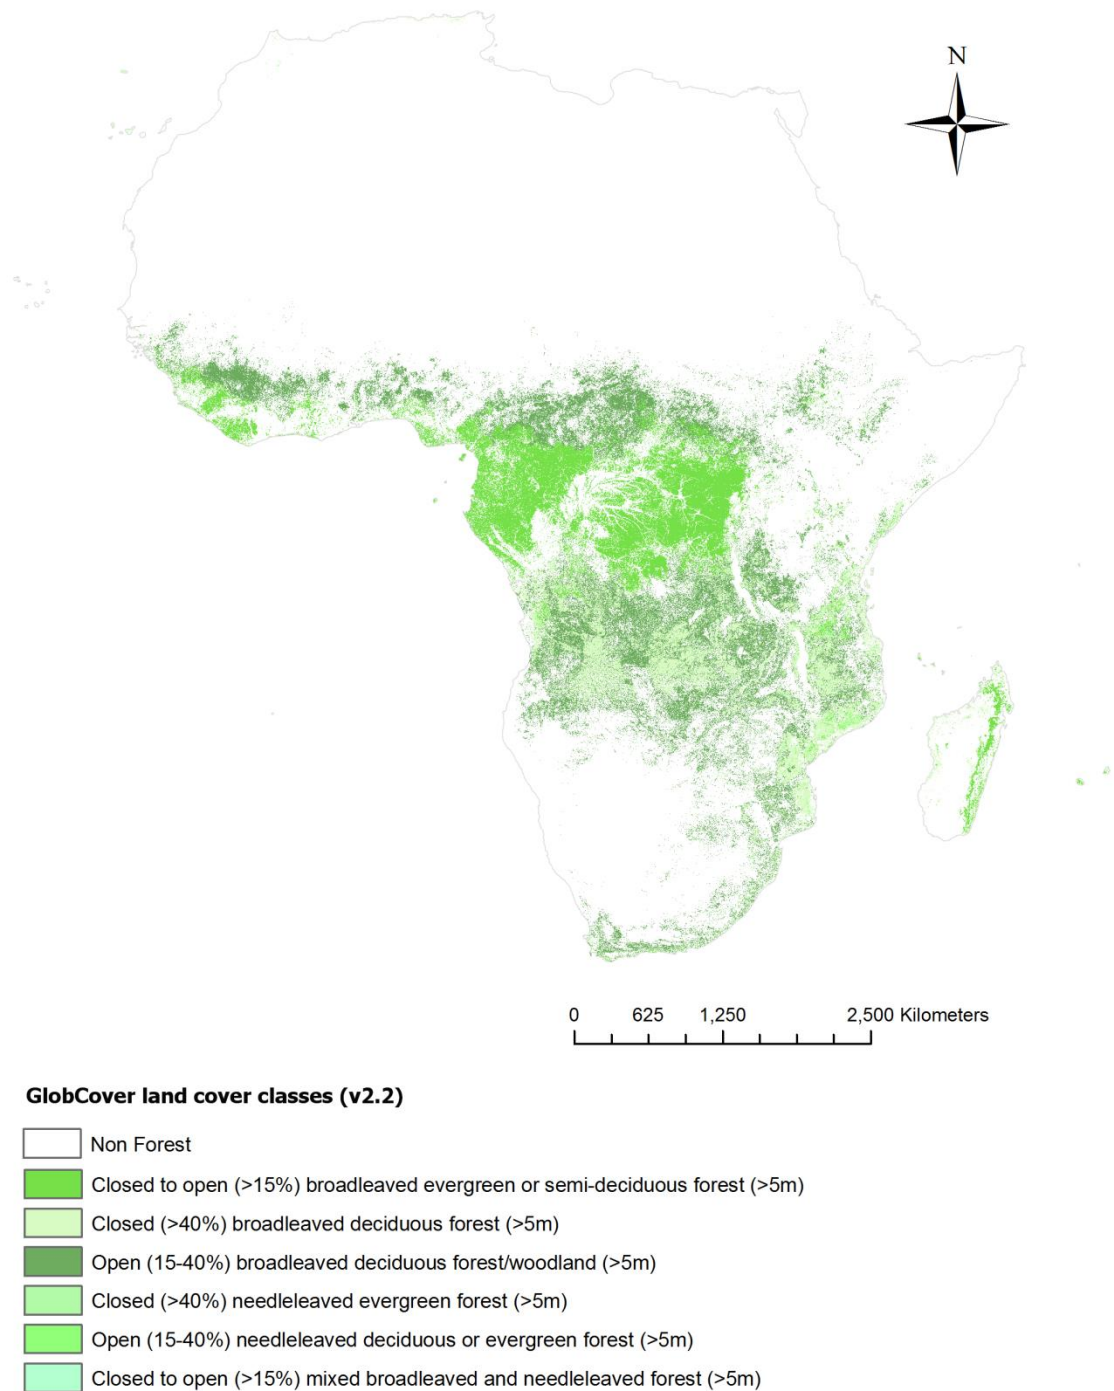 N
0 625 1,250 2,500 Kilometers
GlobCover land cover classes (v2.2)
Non Forest
Closed to open (>15%) broadleaved evergreen or semi-deciduous forest (>5m)
Closed (>40%) broadleaved deciduous forest (>5m)
Open (15-40%) broadleaved deciduous forest/woodland (>5m)
Closed (>40%) needleleaved evergreen forest (>5m)
Open (15-40%) needleleaved deciduous or evergreen forest (>5m)
Closed to open (>15%) mixed broadleaved and needleleaved forest (>5m)